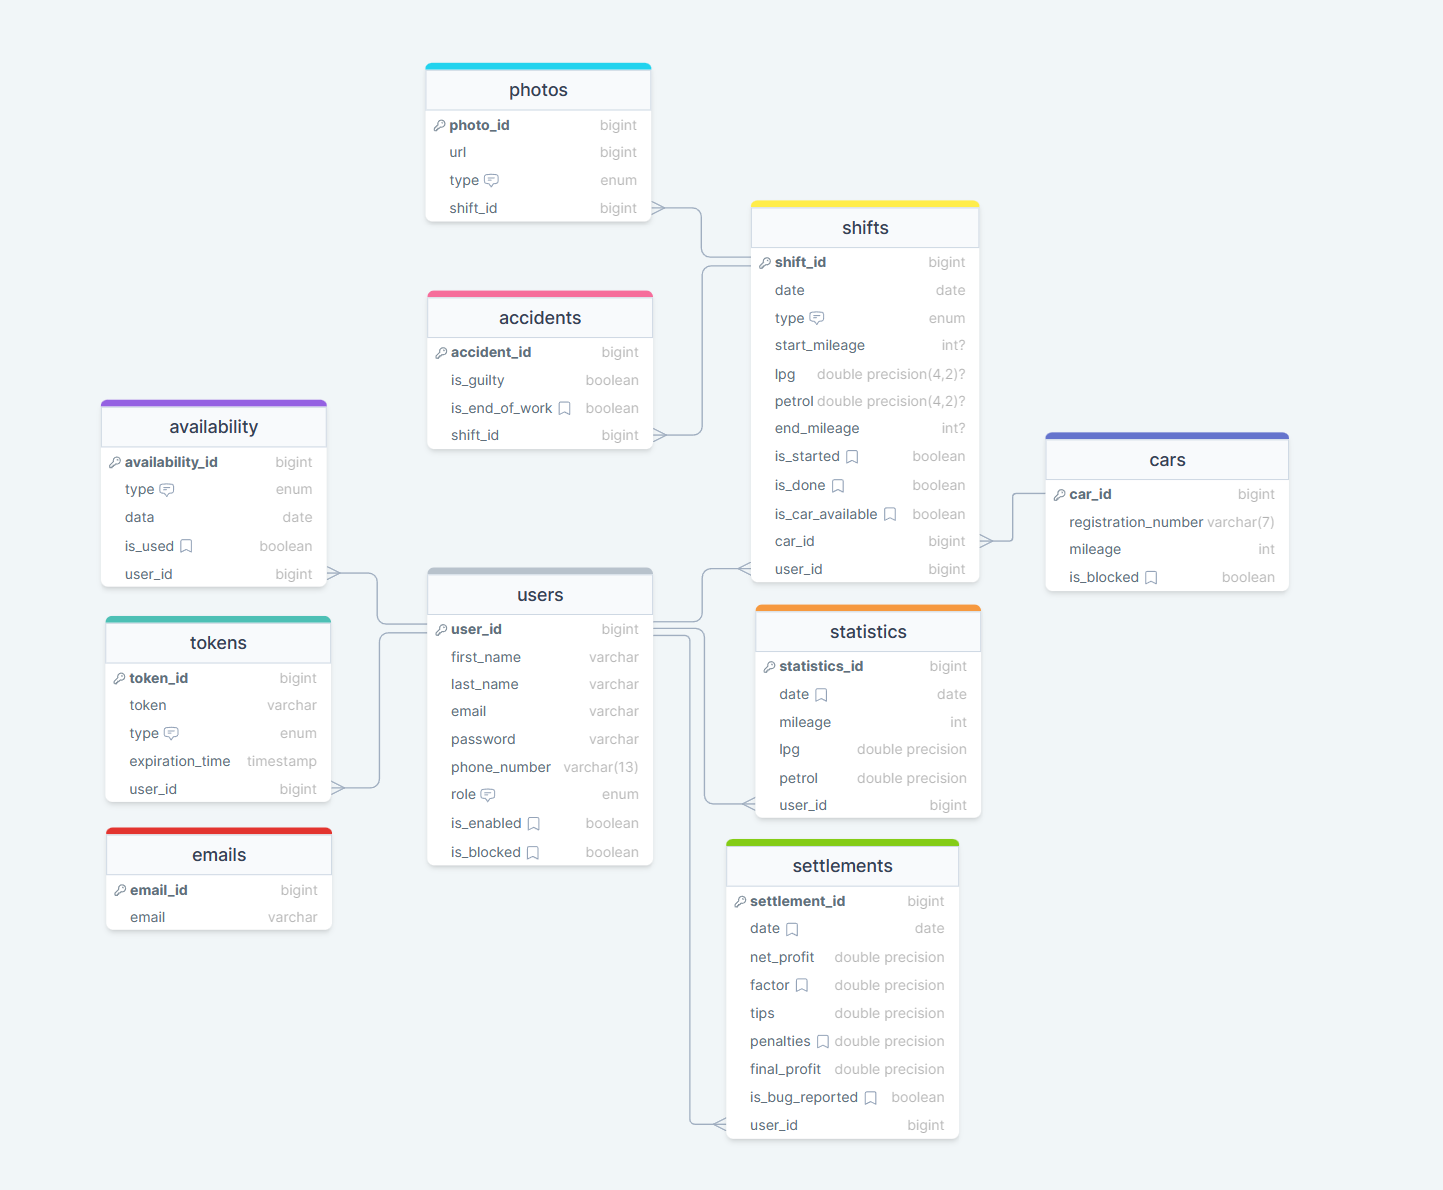 photos
photo_id bigint
url bigint
type enum
shift_id bigint
accidents
accident_id bigint
is_guilty boolean
is_end_of_work boolean
shift_id bigint
availability
availability_id bigint
type enum
data date
is_used boolean
user_id bigint
tokens
token_id bigint
token varchar
type enum
expiration_time timestamp
user_id bigint
emails
email_id bigint
email varchar
users
user_id bigint
first_name varchar
last_name varchar
email varchar
password varchar
phone_number varchar(13)
role enum
is_enabled boolean
is_blocked boolean
shifts
shift_id bigint
date date
type enum
start_mileage int?
lpg double precision(4,2)?
petrol double precision(4,2)?
end_mileage int?
is_started boolean
is_done boolean
is_car_available boolean
car_id bigint
user_id bigint
cars
car_id bigint
registration_number varchar(7)
mileage int
is_blocked boolean
statistics
statistics_id bigint
date date
mileage int
lpg double precision
petrol double precision
user_id bigint
settlements
settlement_id bigint
date date
net_profit double precision
factor double precision
tips double precision
penalties double precision
final_profit double precision
is_bug_reported boolean
user_id bigint